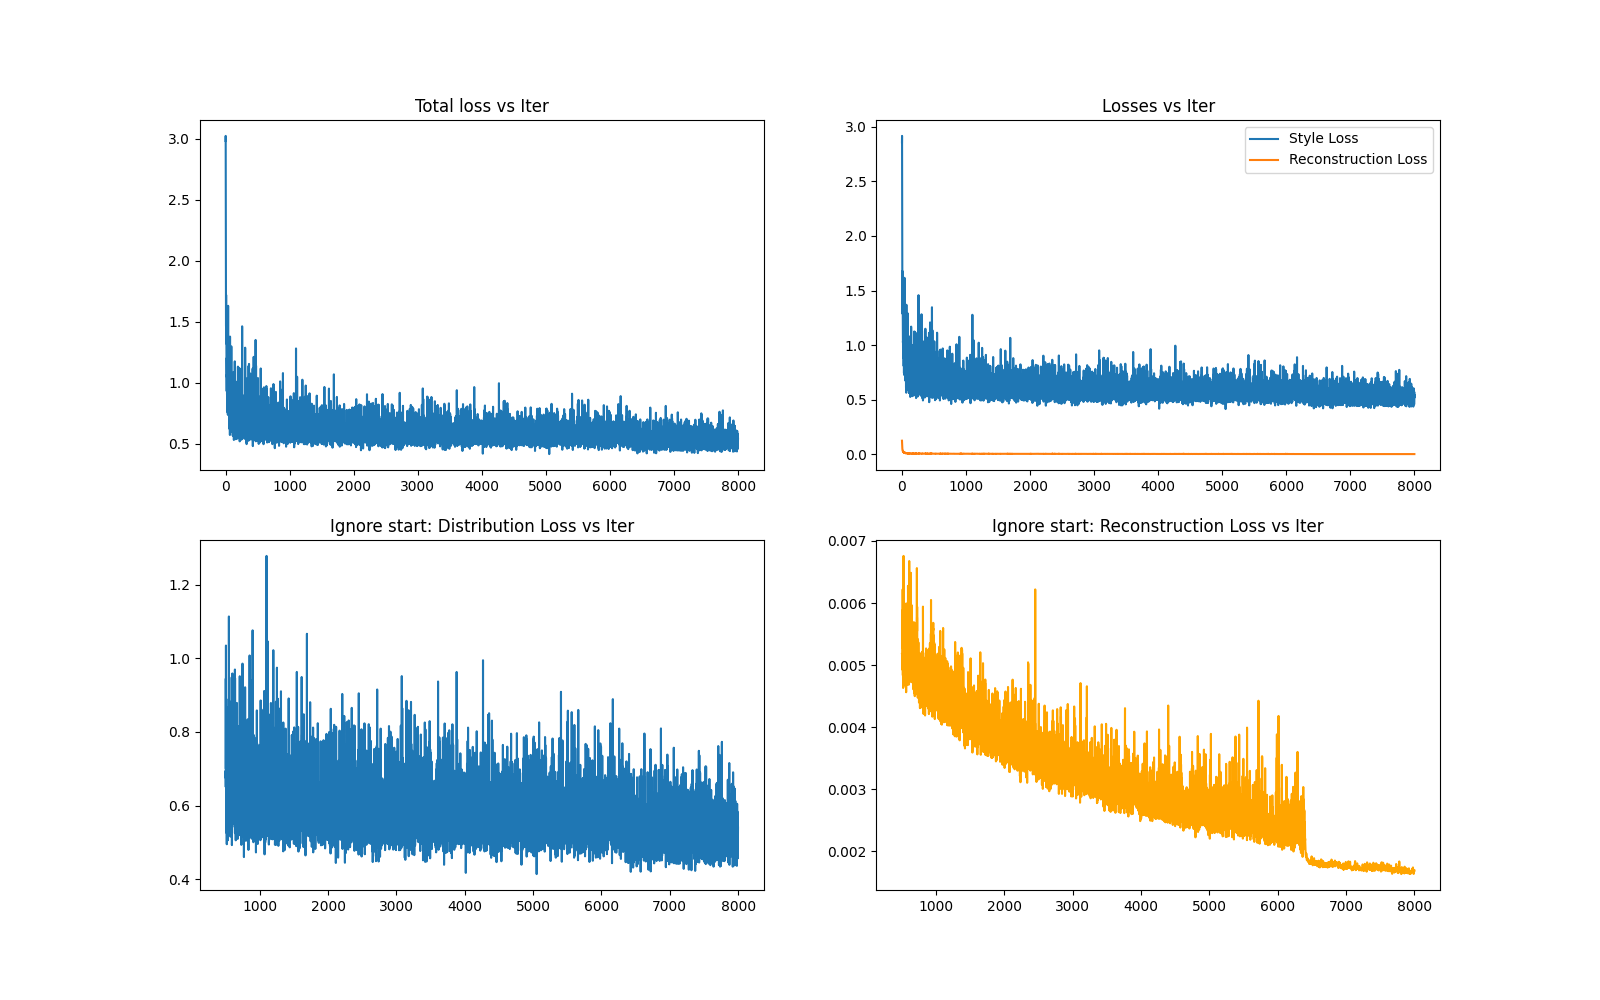 Total loss vs Iter
3.0
2.5
2.0
1.5
1.0
0.5
0 1000 2000 3000 4000 5000 6000 7000 8000
Losses vs Iter
Style Loss
Reconstruction Loss
3.0
2.5
2.0
1.5
1.0
0.5
0.0
0 1000 2000 3000 4000 5000 6000 7000 8000
Ignore start: Distribution Loss vs Iter
1.2
1.0
0.8
0.6
0.4
1000 2000 3000 4000 5000 6000 7000 8000
Ignore start: Reconstruction Loss vs Iter
0.007
0.006
0.005
0.004
0.003
0.002
1000 2000 3000 4000 5000 6000 7000 8000